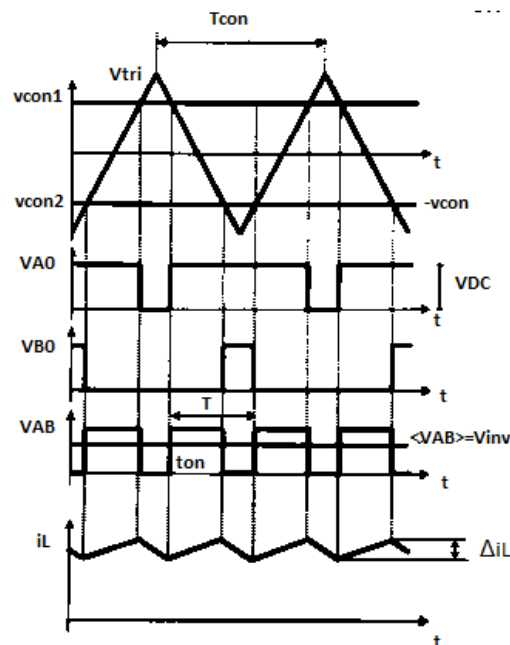 Tcon
Vtri
vcon1
t
vcon2
-vcon
VA0
VDC
t
VB0
t
T
VAB
<VAB>=Vinv
ton
t
iL
ΔiL
t